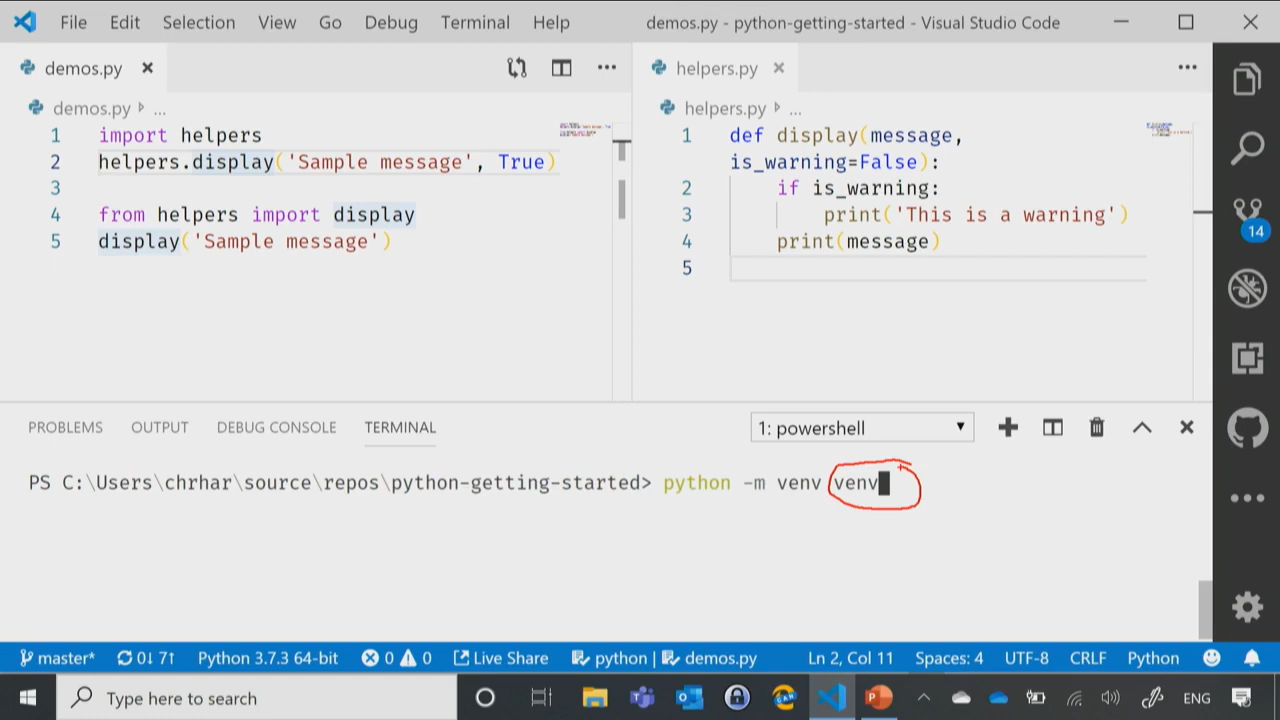 File Edit Selection View Go Debug Terminal Help demos.py - python-getting-started - Visual Studio Code
demos.py
helpers.py
demos.py ...
helpers.py ...
1 import helpers
2 helpers.display('Sample message', True)
3
4 from helpers import display
5 display('Sample message')
1 def display(message,
is_warning=False):
2 if is_warning:
3 print('This is a warning')
4 print(message)
5
14
PROBLEMS OUTPUT DEBUG CONSOLE TERMINAL 1: powershell
PS C:\Users\chrhar\source\repos\python-getting-started> python -m venv venv
master* 0↓ 7↑ Python 3.7.3 64-bit 0 0 Live Share python | demos.py Ln 2, Col 11 Spaces: 4 UTF-8 CRLF Python
Type here to search ENG